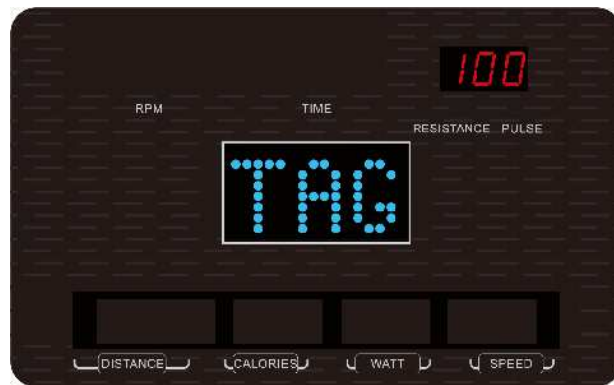 100
RPM TIME
RESISTANCE PULSE
TAG
DISTANCE CALORIES WATT SPEED